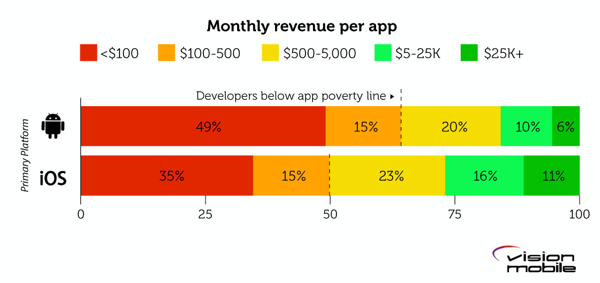 Monthly revenue per app
<$100 $100-500 $500-5,000 $5-25K $25K+
Developers below app poverty line ▸
Primary Platform
49% 15% 20% 10% 6%
iOS 35% 15% 23% 16% 11%
0 25 50 75 100
vision
mobile